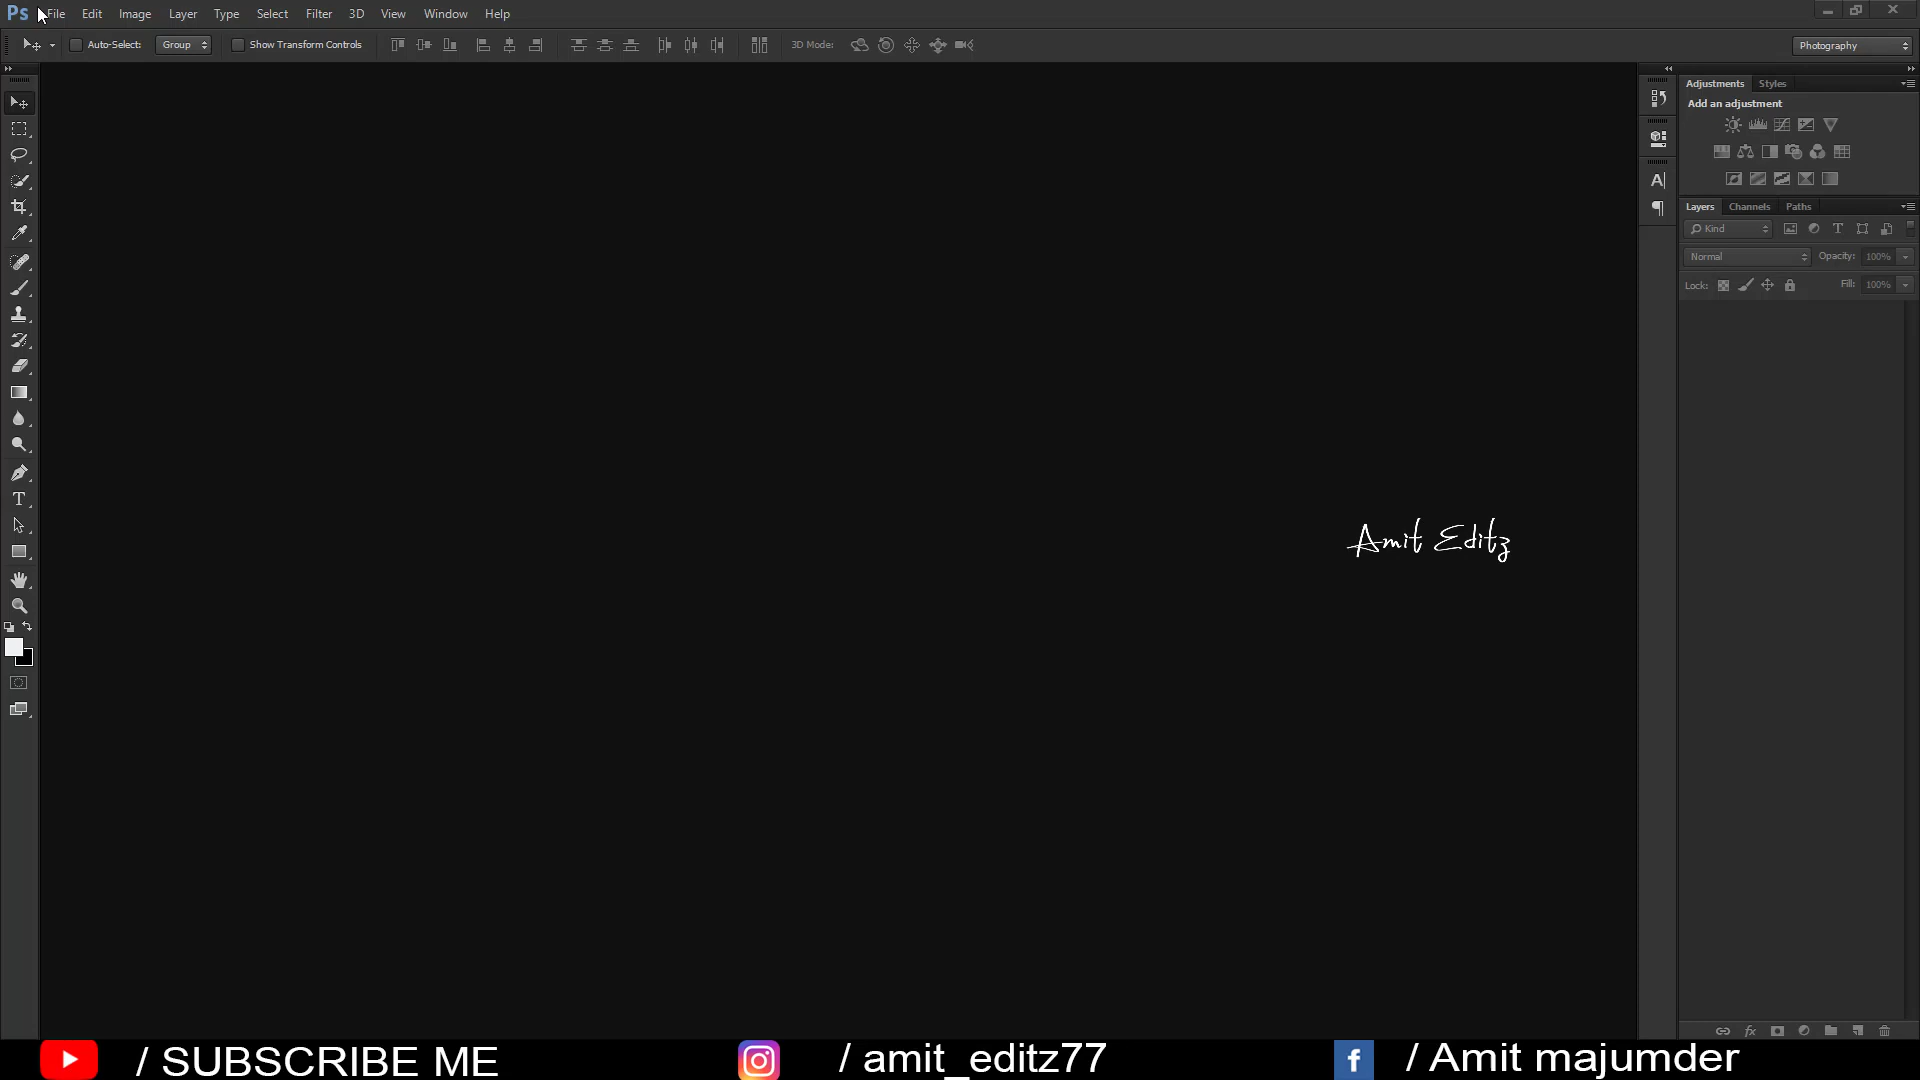 Ps File Edit Image Layer Type Select Filter 3D View Window Help
Auto-Select: Group Show Transform Controls 3D Mode: Photography
Adjustments Styles
Add an adjustment
Layers Channels Paths
Kind
Normal Opacity: 100%
Lock: Fill: 100%
Amit Editz
/ SUBSCRIBE ME / amit_editz77 / Amit majumder